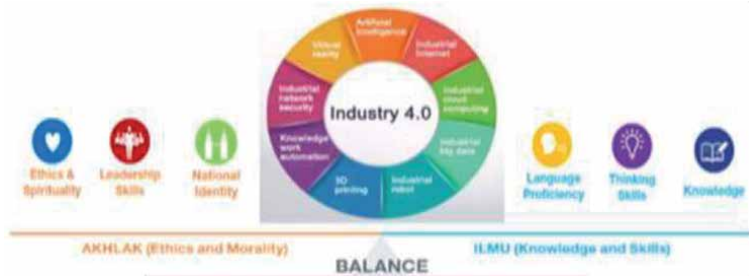 Artificial
Intelligence
Industrial
Internet
Industrial
cloud
computing
Industrial
big data
Industrial
robot
3D
printing
Knowledge
work
automation
Industrial
network
security
Virtual
reality
Industry 4.0
Ethics &
Spirituality
Leadership
Skills
National
Identity
Language
Proficiency
Thinking
Skills
Knowledge
AKHLAK (Ethics and Morality)
ILMU (Knowledge and Skills)
BALANCE